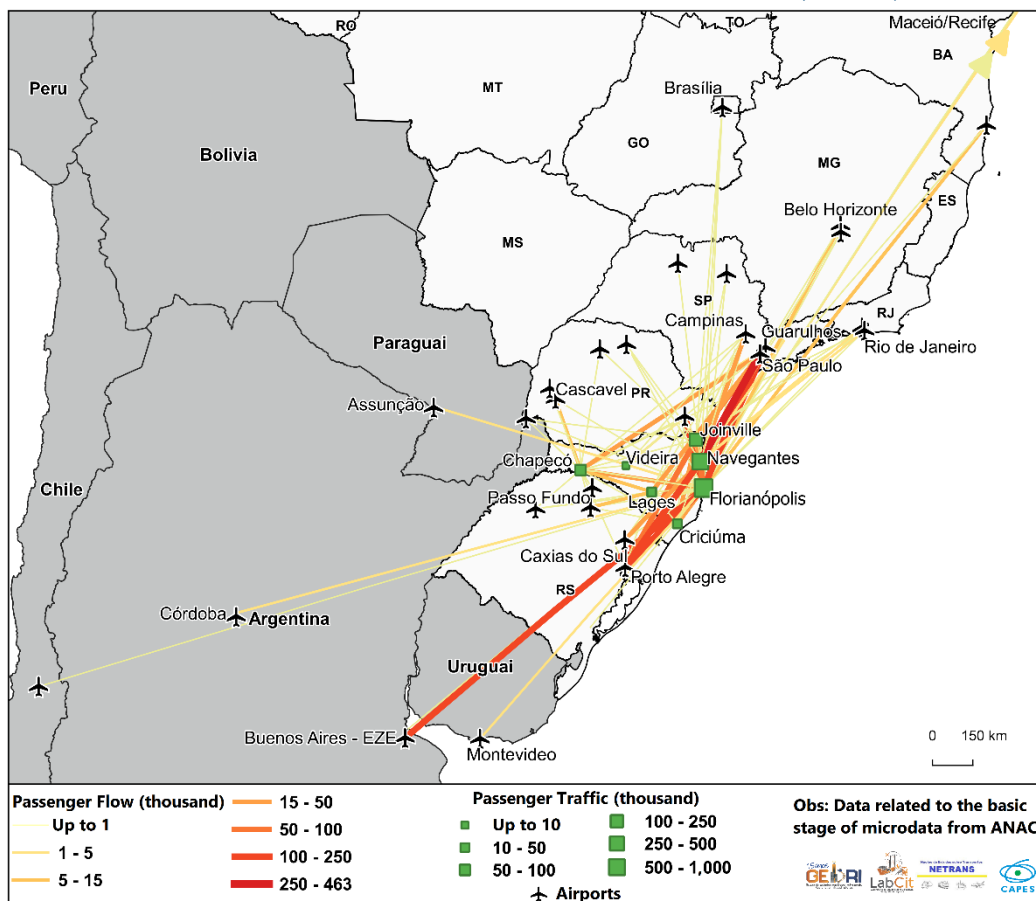 Maceió/Recife
RO
TO
BA
Peru
MT
Brasília
GO
Bolivia
MG
ES
Belo Horizonte
MS
SP
RJ
Campinas
Guarulhos
Rio de Janeiro
São Paulo
Paraguai
Cascavel
PR
Assunção
Joinville
Chapecó
Videira
Navegantes
Chile
Passo Fundo
Lages
Florianópolis
Criciúma
Caxias do Sul
Porto Alegre
RS
Córdoba
Argentina
Uruguai
Buenos Aires - EZE
Montevideo
0 150 km
Passenger Flow (thousand)
Up to 1
1 - 5
5 - 15
15 - 50
50 - 100
100 - 250
250 - 463
Passenger Traffic (thousand)
Up to 10
10 - 50
50 - 100
100 - 250
250 - 500
500 - 1,000
Airports
Obs: Data related to the basic
stage of microdata from ANAC
LabCit
NETRANS
CAPES